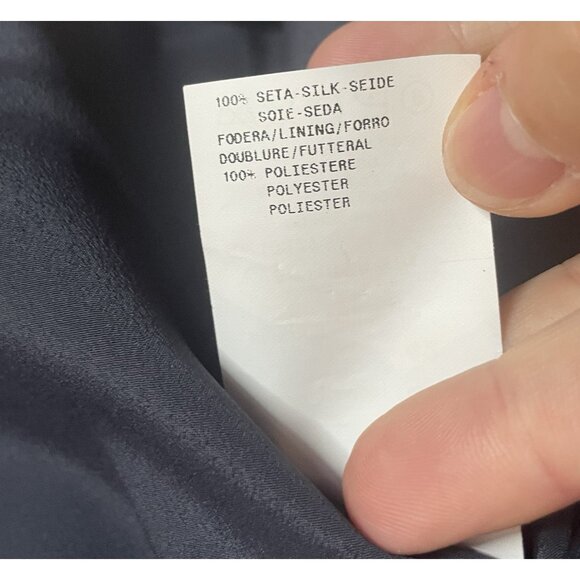 100% SETA-SILK-SEIDE
SOIE-SEDA
FODERA/LINING/FORRO
DOUBLURE/FUTTERAL
100% POLIESTERE
POLYESTER
POLIESTER